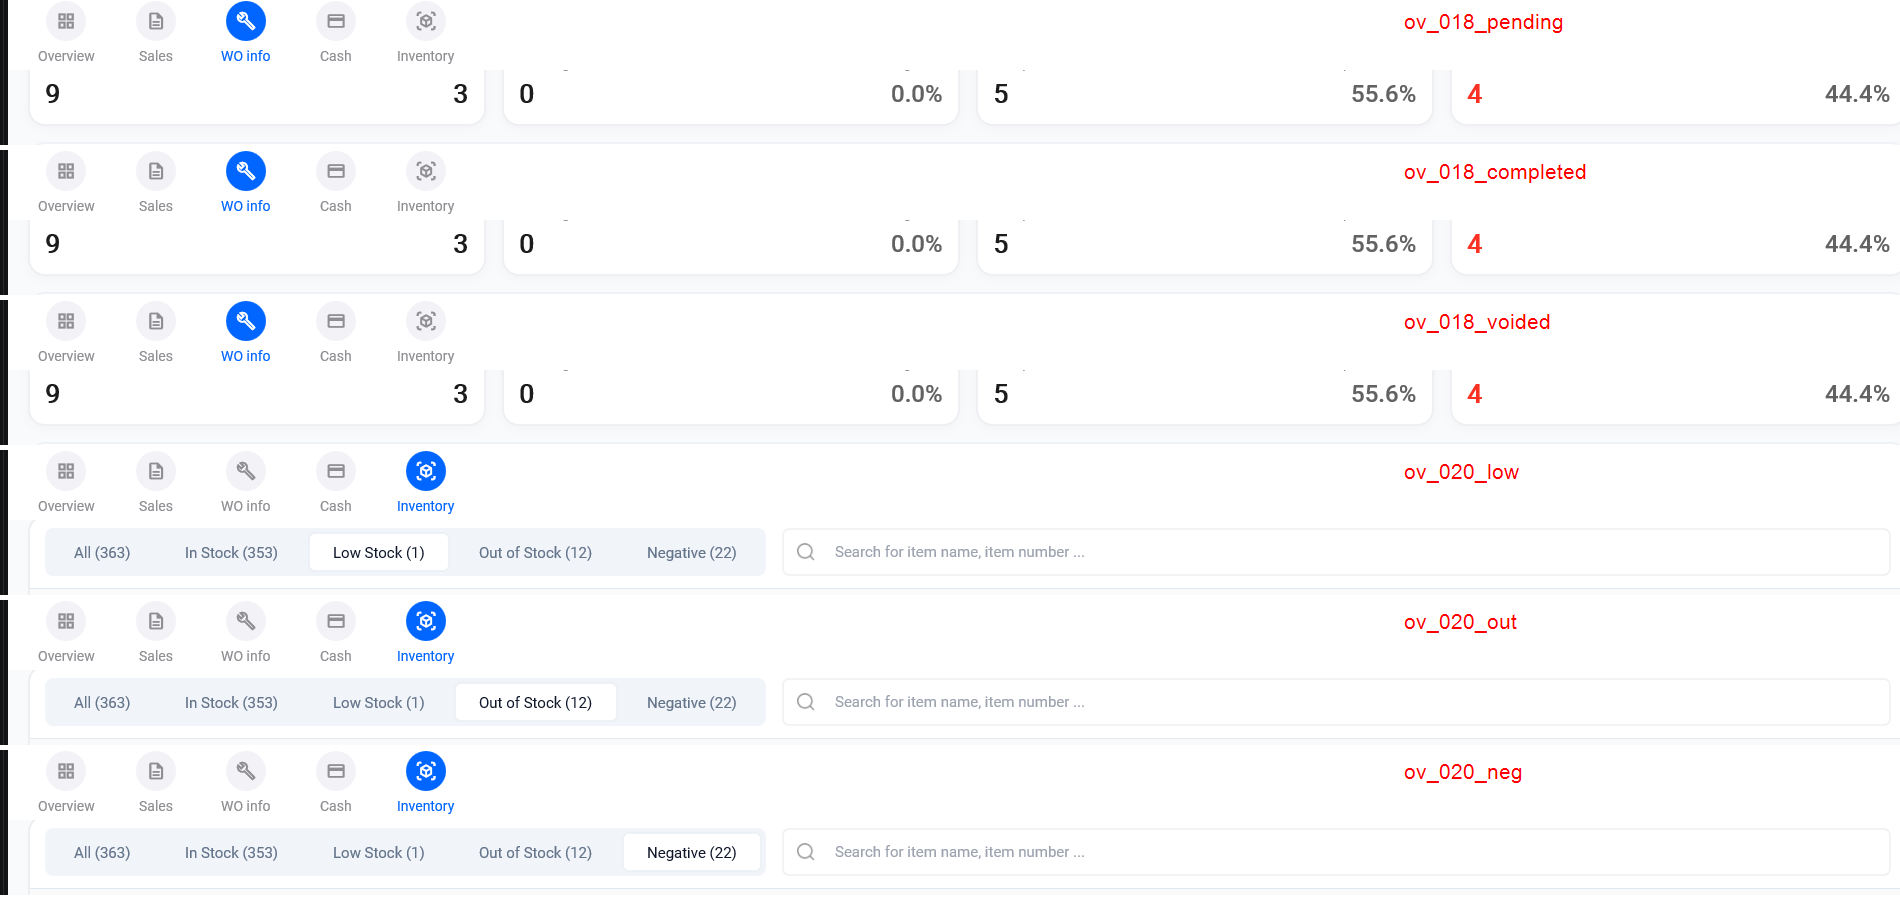 ov_018_pending
Overview Sales WO info Cash Inventory
9 3 0 0.0% 5 55.6% 4 44.4%
ov_018_completed
Overview Sales WO info Cash Inventory
9 3 0 0.0% 5 55.6% 4 44.4%
ov_018_voided
Overview Sales WO info Cash Inventory
9 3 0 0.0% 5 55.6% 4 44.4%
ov_020_low
Overview Sales WO info Cash Inventory
All (363) In Stock (353) Low Stock (1) Out of Stock (12) Negative (22) Search for item name, item number ...
ov_020_out
Overview Sales WO info Cash Inventory
All (363) In Stock (353) Low Stock (1) Out of Stock (12) Negative (22) Search for item name, item number ...
ov_020_neg
Overview Sales WO info Cash Inventory
All (363) In Stock (353) Low Stock (1) Out of Stock (12) Negative (22) Search for item name, item number ...